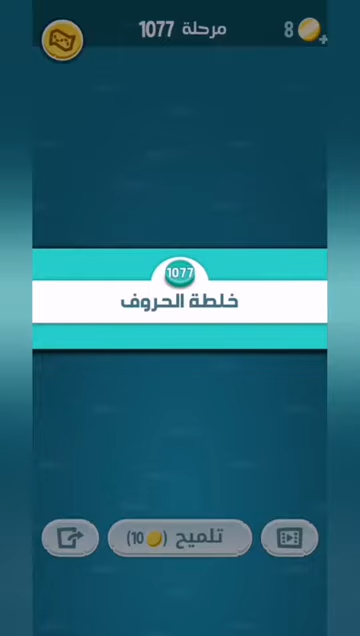 8 مرحلة 1077
1077
خلطة الحروف
تلميح (10)